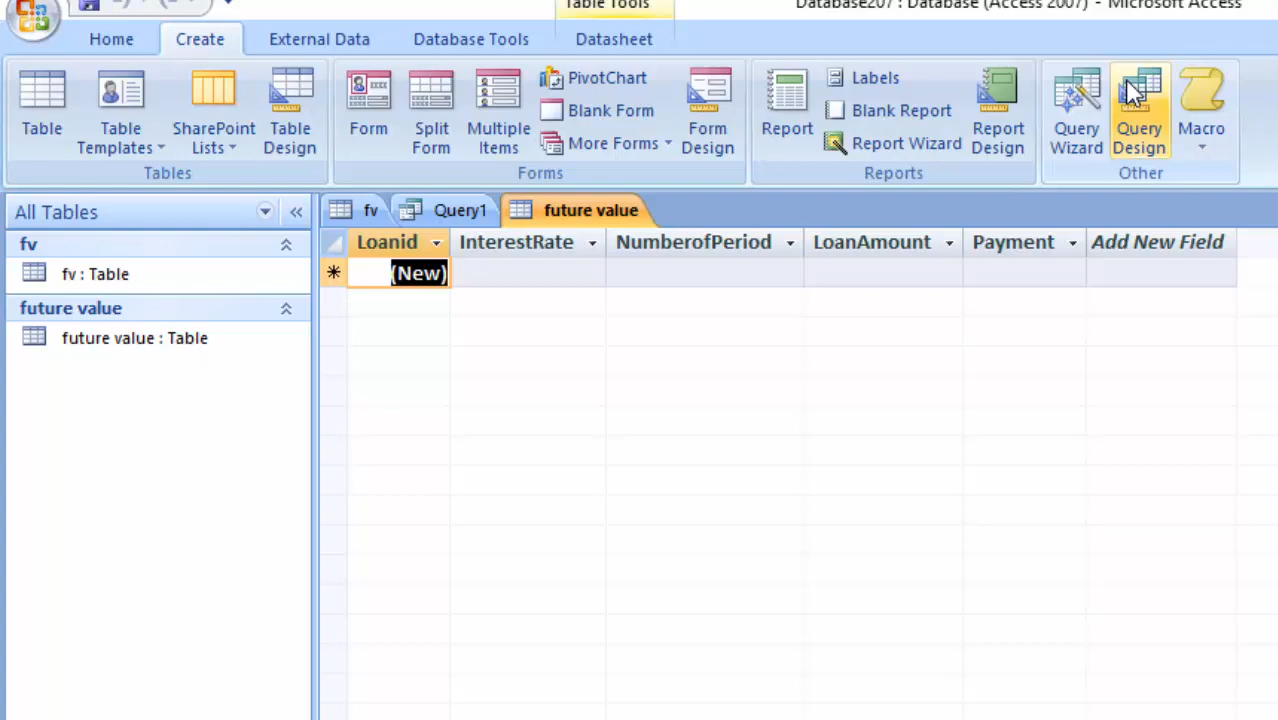 Table Tools
Database207 : Database (Access 2007) - Microsoft Access
Home
Create
External Data
Database Tools
Datasheet
Table
Table Templates
SharePoint Lists
Table Design
Tables
Form
Split Form
Multiple Items
PivotChart
Blank Form
More Forms
Form Design
Forms
Report
Labels
Blank Report
Report Wizard
Report Design
Reports
Query Wizard
Query Design
Macro
Other
All Tables
fv
fv : Table
future value
future value : Table
fv
Query1
future value
Loanid
InterestRate
NumberofPeriod
LoanAmount
Payment
Add New Field
(New)